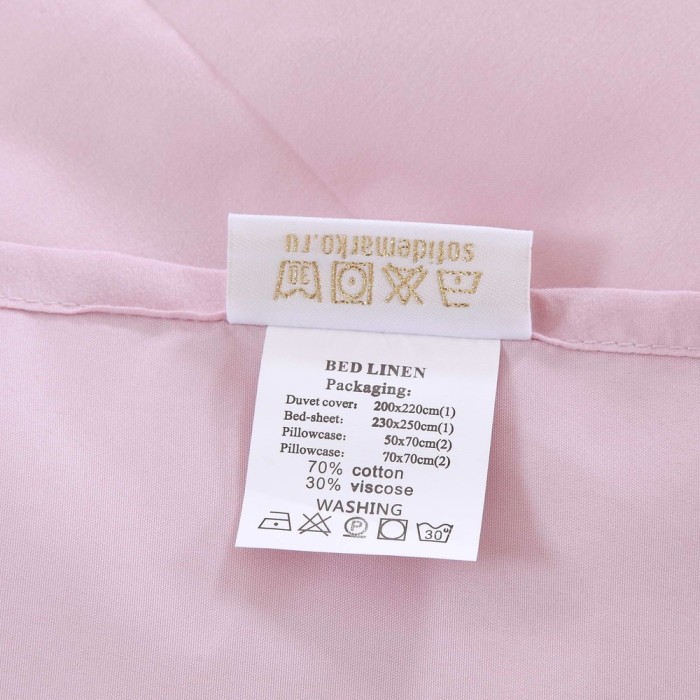 sofidemarko.ru
30
BED LINEN
Packaging:
Duvet cover: 200x220cm(1)
Bed-sheet: 230x250cm(1)
Pillowcase: 50x70cm(2)
Pillowcase: 70x70cm(2)
70% cotton
30% viscose
WASHING
P 30°